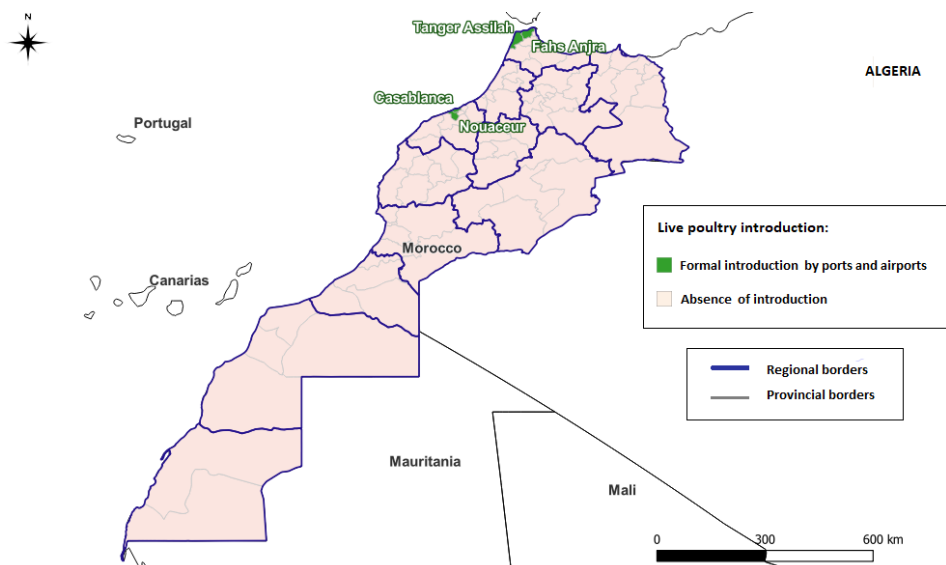 N
Tanger Assilah
Fahs Anjra
ALGERIA
Casablanca
Portugal
Nouaceur
Live poultry introduction:
Morocco
Formal introduction by ports and airports
Canarias
Absence of introduction
Regional borders
Provincial borders
Mauritania
Mali
0 300 600 km